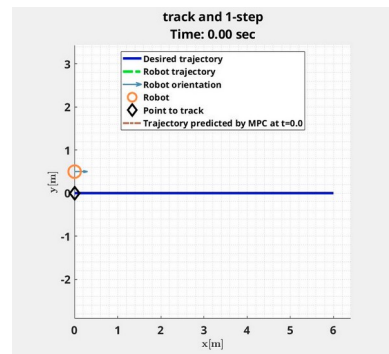 track and 1-step
Time: 0.00 sec
Desired trajectory
Robot trajectory
Robot orientation
Robot
Point to track
Trajectory predicted by MPC at t=0.0
3
2
1
0
-1
-2
y[m]
0 1 2 3 4 5 6
x[m]